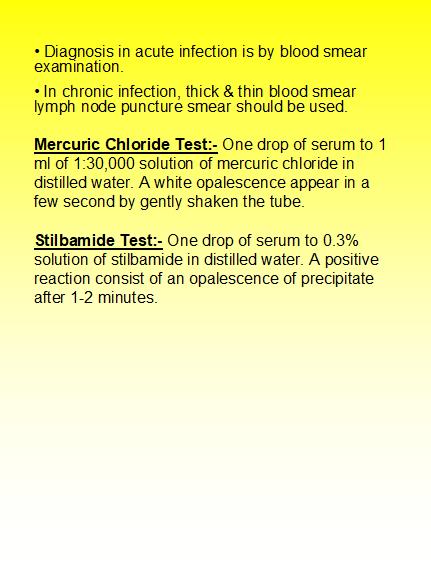 • Diagnosis in acute infection is by blood smear
examination.
• In chronic infection, thick & thin blood smear
lymph node puncture smear should be used.
Mercuric Chloride Test:- One drop of serum to 1
ml of 1:30,000 solution of mercuric chloride in
distilled water. A white opalescence appear in a
few second by gently shaken the tube.
Stilbamide Test:- One drop of serum to 0.3%
solution of stilbamide in distilled water. A positive
reaction consist of an opalescence of precipitate
after 1-2 minutes.